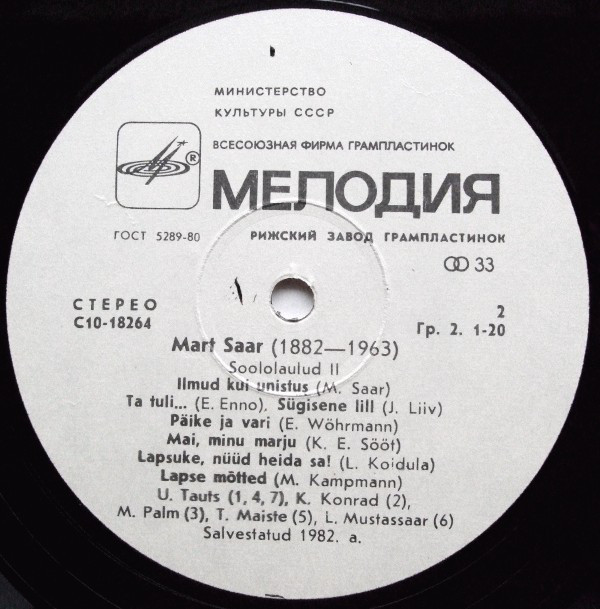 МИНИСТЕРСТВО
КУЛЬТУРЫ СССР
ВСЕСОЮЗНАЯ ФИРМА ГРАМПЛАСТИНОК
®
МЕЛОДИЯ
ГОСТ 5289-80
РИЖСКИЙ ЗАВОД ГРАМПЛАСТИНОК
33
СТЕРЕО
2
С10-18264
Гр. 2. 1-20
Mart Saar (1882—1963)
Soololaulud II
Ilmud kui unistus (M. Saar)
Ta tuli... (E. Enno). Sügisene lill (J. Liiv)
Päike ja vari (E. Wöhrmann)
Mai, minu marju (K. E. Sööt)
Lapsuke, nüüd heida sa! (L. Koidula)
Lapse mõtted (M. Kampmann)
U. Tauts (1, 4, 7), K. Konrad (2),
M. Palm (3), T. Maiste (5), L. Mustassaar (6)
Salvestatud 1982. a.